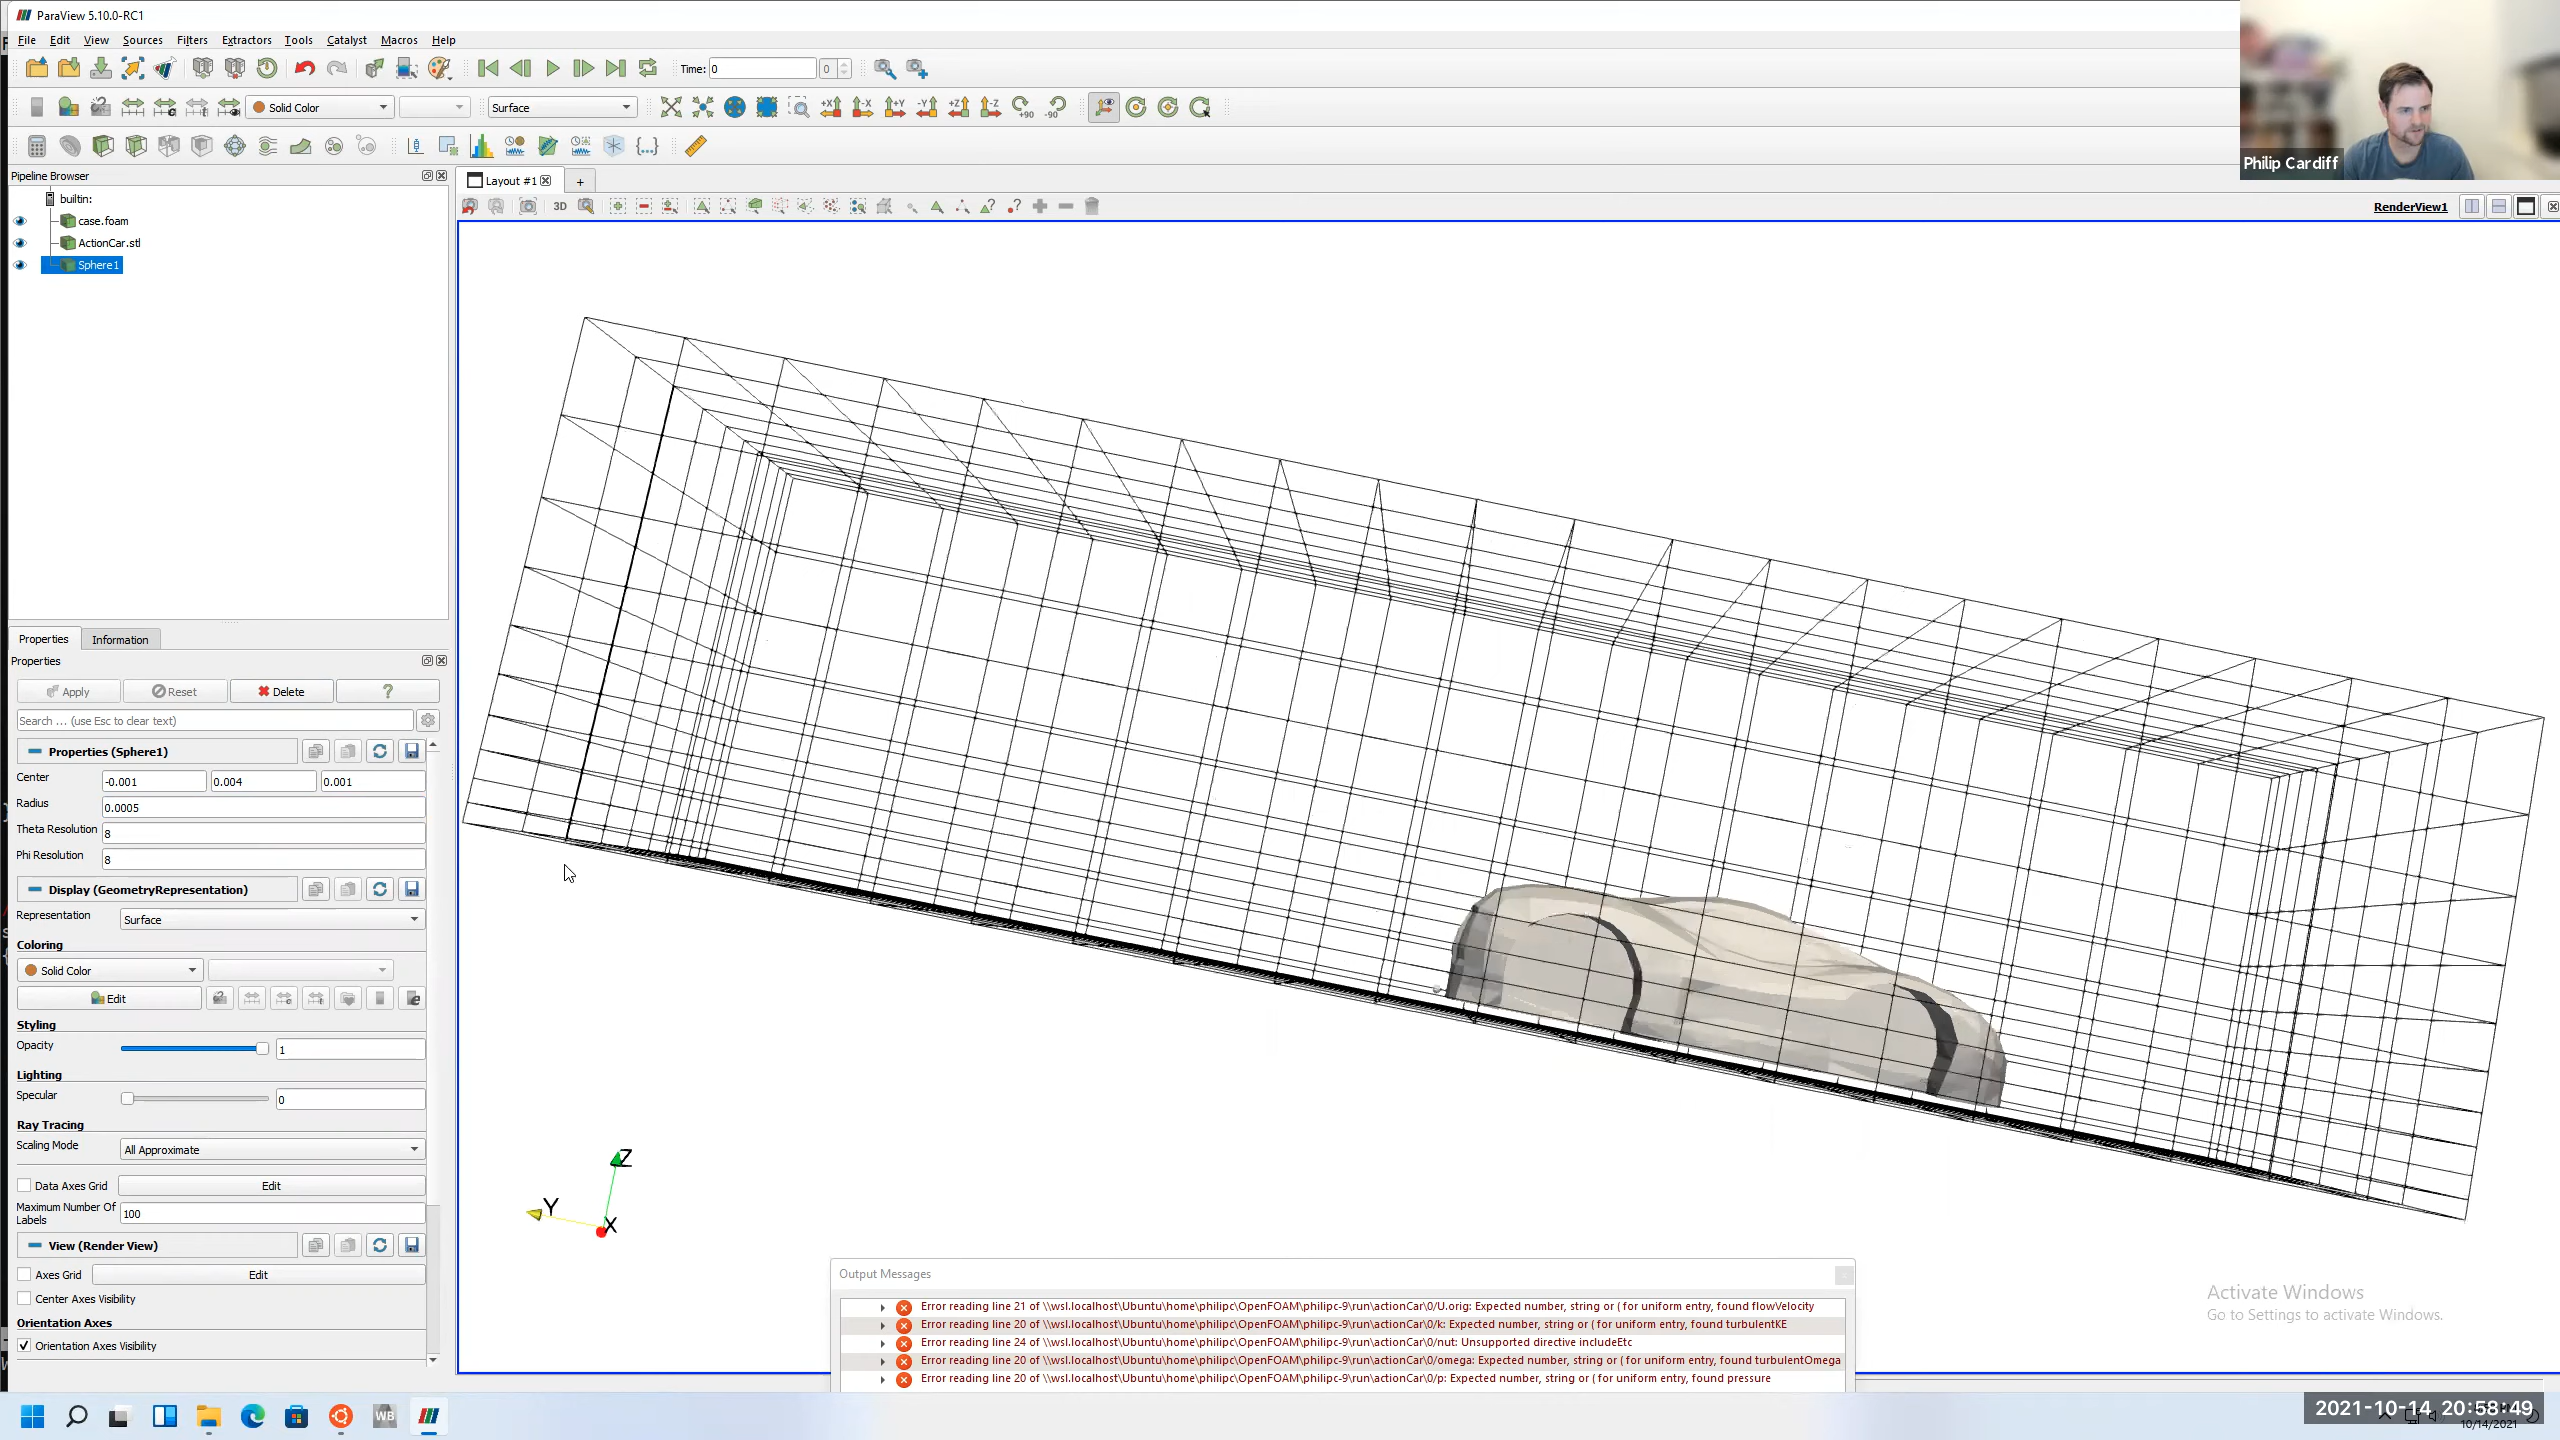 ParaView 5.10.0-RC1
File Edit View Sources Filters Extractors Tools Catalyst Macros Help
Time: 0 0
Solid Color Surface +X -X +Y -Y +Z -Z +90 -90
Philip Cardiff
Pipeline Browser
Layout #1 +
builtin:
3D
RenderView1
case.foam
ActionCar.stl
Sphere1
Properties Information
Properties
Apply Reset Delete ?
Search ... (use Esc to clear text)
Properties (Sphere1)
Center -0.001 0.004 0.001
Radius 0.0005
Theta Resolution 8
Phi Resolution 8
Display (GeometryRepresentation)
Representation Surface
Coloring
Solid Color
Edit
Styling
Opacity 1
Lighting
Specular 0
Ray Tracing
Scaling Mode All Approximate
Data Axes Grid Edit
Maximum Number Of
Labels 100
View (Render View)
Axes Grid Edit
Center Axes Visibility
Orientation Axes
Orientation Axes Visibility
Z
Y
X
Output Messages
Error reading line 21 of \\wsl.localhost\Ubuntu\home\philipc\OpenFOAM\philipc-9\run\actionCar\0/U.orig: Expected number, string or ( for uniform entry, found flowVelocity
Error reading line 20 of \\wsl.localhost\Ubuntu\home\philipc\OpenFOAM\philipc-9\run\actionCar\0/k: Expected number, string or ( for uniform entry, found turbulentKE
Error reading line 24 of \\wsl.localhost\Ubuntu\home\philipc\OpenFOAM\philipc-9\run\actionCar\0/nut: Unsupported directive includeEtc
Error reading line 20 of \\wsl.localhost\Ubuntu\home\philipc\OpenFOAM\philipc-9\run\actionCar\0/omega: Expected number, string or ( for uniform entry, found turbulentOmega
Error reading line 20 of \\wsl.localhost\Ubuntu\home\philipc\OpenFOAM\philipc-9\run\actionCar\0/p: Expected number, string or ( for uniform entry, found pressure
Activate Windows
Go to Settings to activate Windows.
WB
2021-10-14 20:58:49
10/14/2021